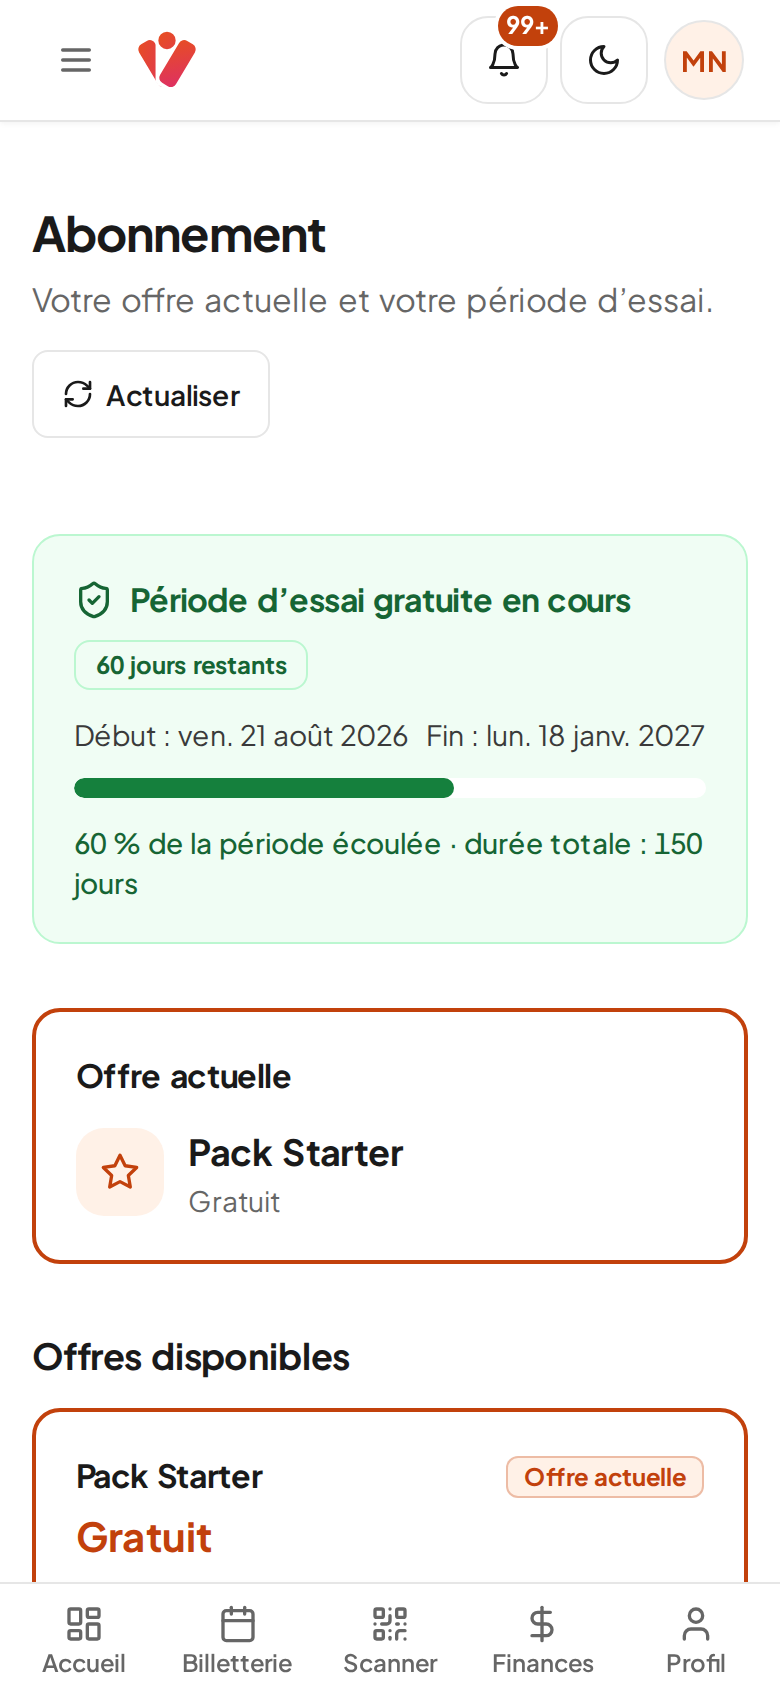 99+
MN
Abonnement
Votre offre actuelle et votre période d’essai.
Actualiser
Période d’essai gratuite en cours
60 jours restants
Début : ven. 21 août 2026 Fin : lun. 18 janv. 2027
60 % de la période écoulée · durée totale : 150
jours
Offre actuelle
Pack Starter
Gratuit
Offres disponibles
Pack Starter Offre actuelle
Gratuit
Accueil Billetterie Scanner Finances Profil